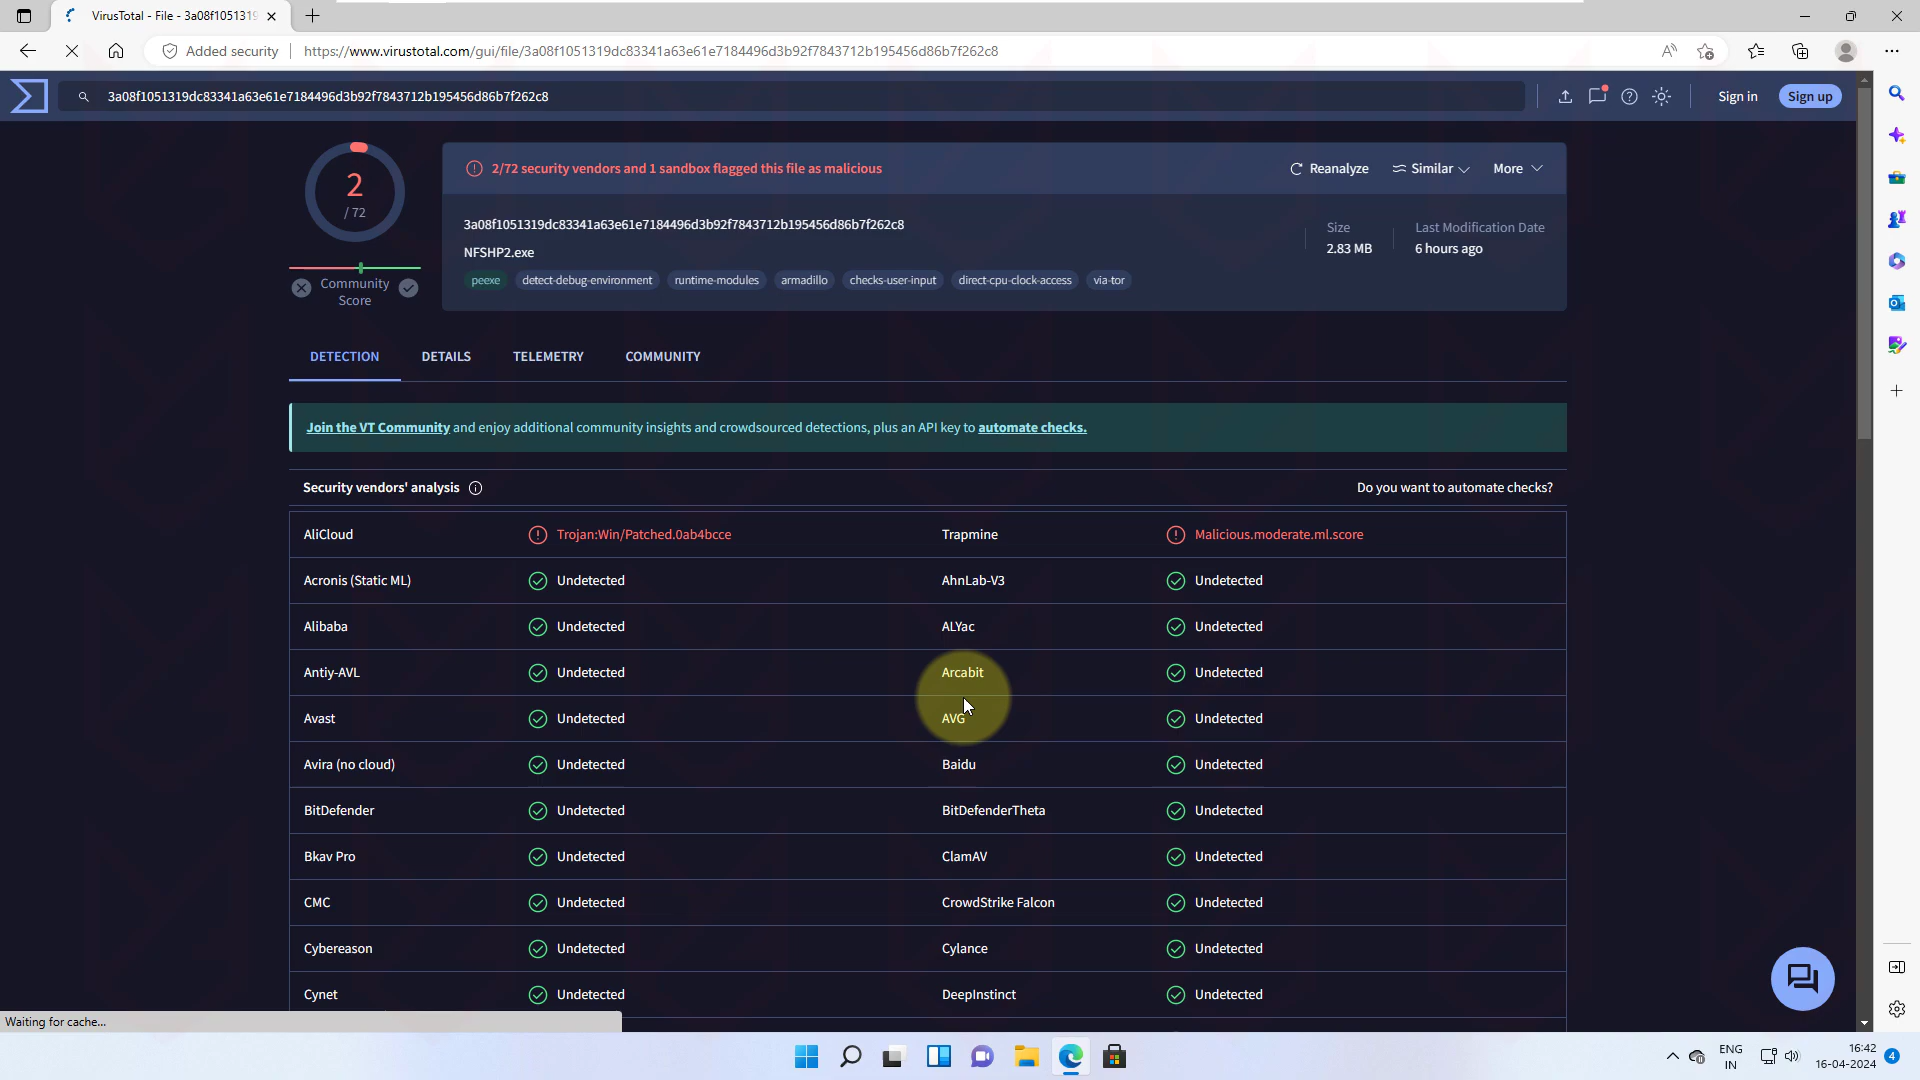 VirusTotal - File - 3a08f1051319
Added security
https://www.virustotal.com/gui/file/3a08f1051319dc83341a63e61e7184496d3b92f7843712b195456d86b7f262c8
3a08f1051319dc83341a63e61e7184496d3b92f7843712b195456d86b7f262c8
Sign in
Sign up
2
/ 72
Community
Score
2/72 security vendors and 1 sandbox flagged this file as malicious
Reanalyze
Similar
More
3a08f1051319dc83341a63e61e7184496d3b92f7843712b195456d86b7f262c8
NFSHP2.exe
Size
2.83 MB
Last Modification Date
6 hours ago
peexe
detect-debug-environment
runtime-modules
armadillo
checks-user-input
direct-cpu-clock-access
via-tor
DETECTION
DETAILS
TELEMETRY
COMMUNITY
Join the VT Community and enjoy additional community insights and crowdsourced detections, plus an API key to automate checks.
Security vendors' analysis
Do you want to automate checks?
AliCloud Trojan:Win/Patched.0ab4bcce Trapmine Malicious.moderate.ml.score
Acronis (Static ML) Undetected AhnLab-V3 Undetected
Alibaba Undetected ALYac Undetected
Antiy-AVL Undetected Arcabit Undetected
Avast Undetected AVG Undetected
Avira (no cloud) Undetected Baidu Undetected
BitDefender Undetected BitDefenderTheta Undetected
Bkav Pro Undetected ClamAV Undetected
CMC Undetected CrowdStrike Falcon Undetected
Cybereason Undetected Cylance Undetected
Cynet Undetected DeepInstinct Undetected
Waiting for cache...
ENG
IN
16:42
16-04-2024
4